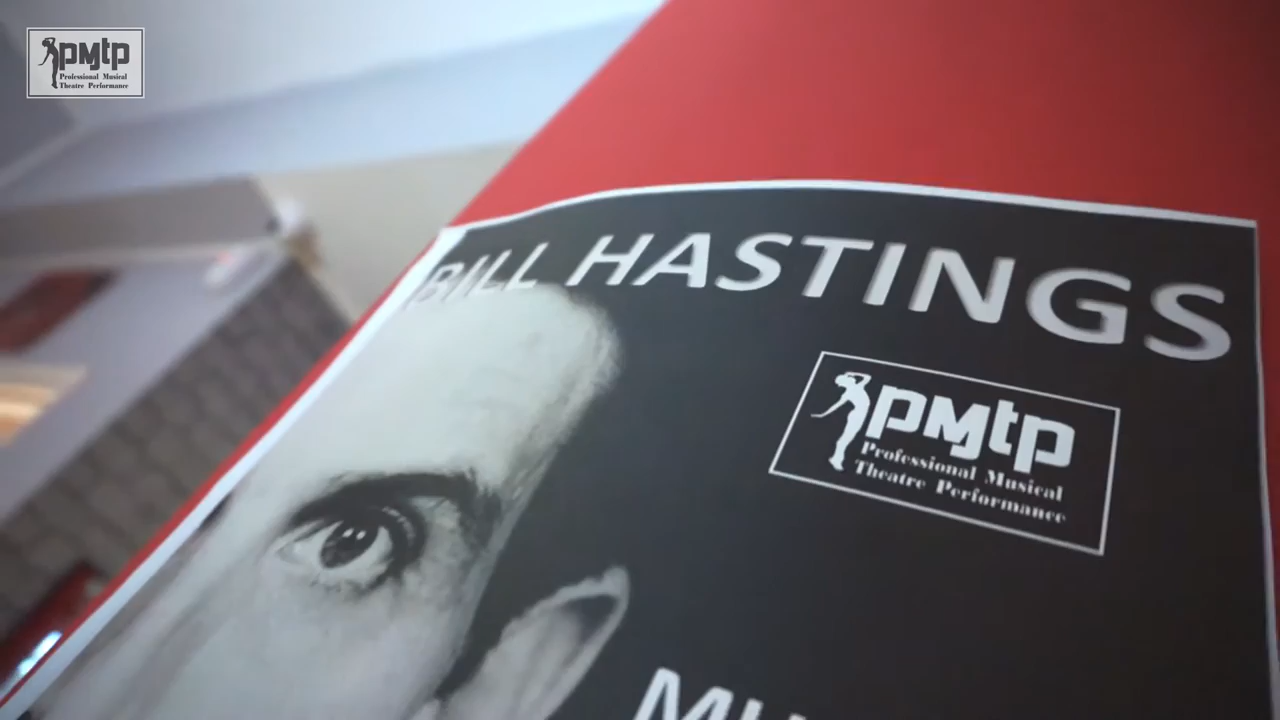 pmtp
Professional Musical
Theatre Performance
BILL HASTINGS
pmtp
Professional Musical
Theatre Performance